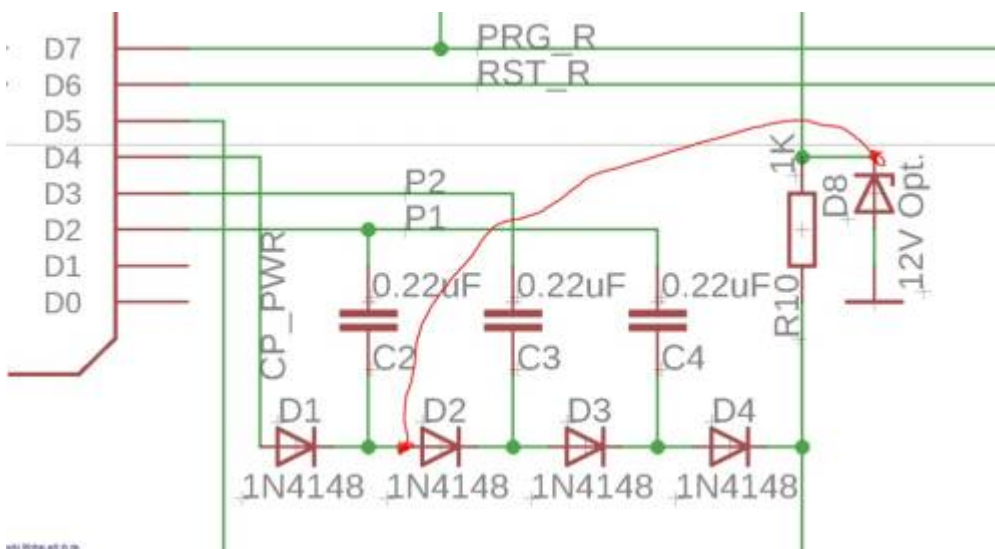 D7
D6
D5
D4
D3
D2
D1
D0
PRG_R
RST_R
P2
P1
CP_PWR
0.22uF
0.22uF
0.22uF
C2
C3
C4
1K
R10
D8
12V Opt.
D1
D2
D3
D4
1N4148
1N4148
1N4148
1N4148